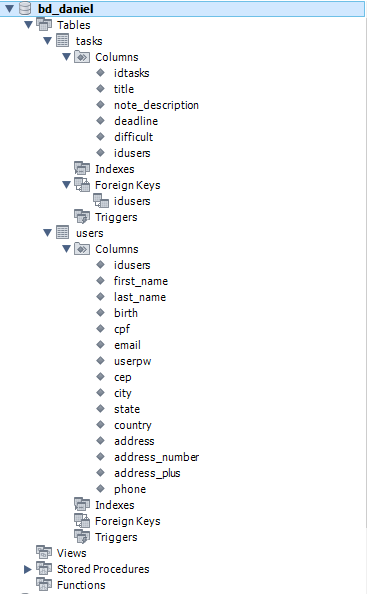 bd_daniel
Tables
tasks
Columns
idtasks
title
note_description
deadline
difficult
idusers
Indexes
Foreign Keys
idusers
Triggers
users
Columns
idusers
first_name
last_name
birth
cpf
email
userpw
cep
city
state
country
address
address_number
address_plus
phone
Indexes
Foreign Keys
Triggers
Views
Stored Procedures
Functions